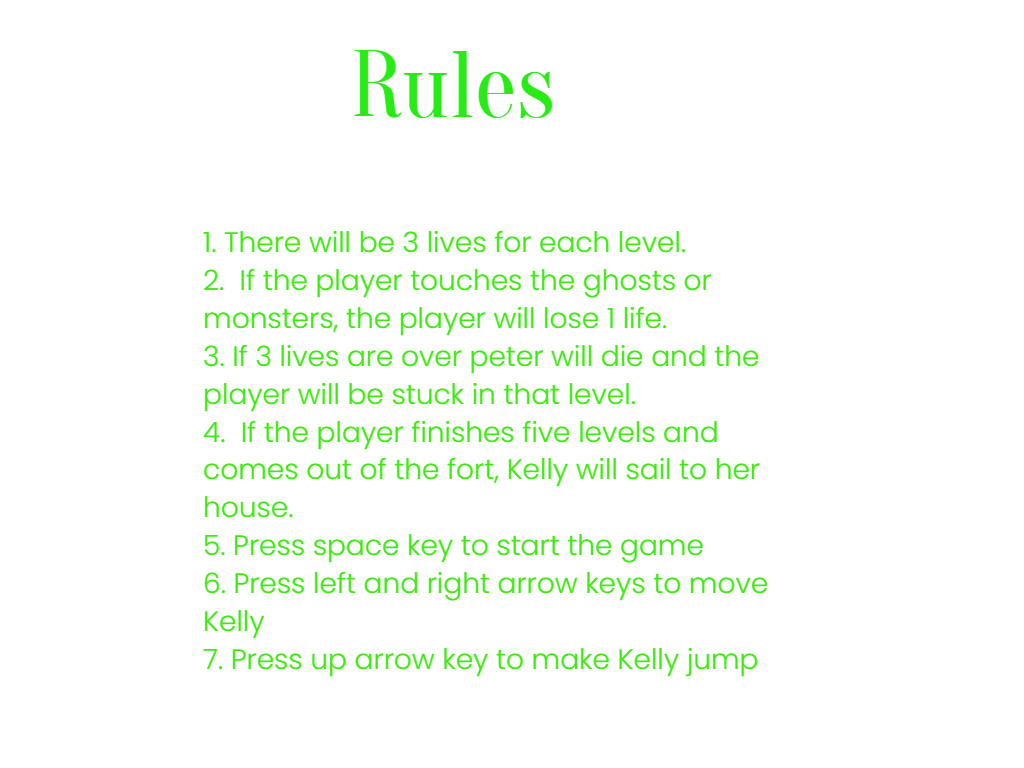 Rules
1. There will be 3 lives for each level.
2.  If the player touches the ghosts or
monsters, the player will lose 1 life.
3. If 3 lives are over peter will die and the
player will be stuck in that level.
4.  If the player finishes five levels and
comes out of the fort, Kelly will sail to her
house.
5. Press space key to start the game
6. Press left and right arrow keys to move
Kelly
7. Press up arrow key to make Kelly jump